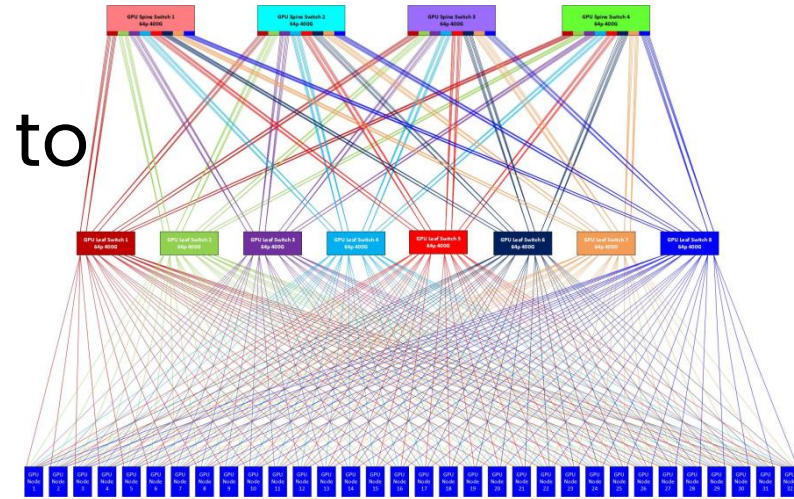 GPU Spine Switch 1
64p 400G
GPU Spine Switch 2
64p 400G
GPU Spine Switch 3
64p 400G
GPU Spine Switch 4
64p 400G
to
GPU Leaf Switch 1
64p 400G
GPU Leaf Switch 2
64p 400G
GPU Leaf Switch 3
64p 400G
GPU Leaf Switch 4
64p 400G
GPU Leaf Switch 5
64p 400G
GPU Leaf Switch 6
64p 400G
GPU Leaf Switch 7
64p 400G
GPU Leaf Switch 8
64p 400G
GPU
Node
1
GPU
Node
2
GPU
Node
3
GPU
Node
4
GPU
Node
5
GPU
Node
6
GPU
Node
7
GPU
Node
8
GPU
Node
9
GPU
Node
10
GPU
Node
11
GPU
Node
12
GPU
Node
13
GPU
Node
14
GPU
Node
15
GPU
Node
16
GPU
Node
17
GPU
Node
18
GPU
Node
19
GPU
Node
20
GPU
Node
21
GPU
Node
22
GPU
Node
23
GPU
Node
24
GPU
Node
25
GPU
Node
26
GPU
Node
27
GPU
Node
28
GPU
Node
29
GPU
Node
30
GPU
Node
31
GPU
Node
32